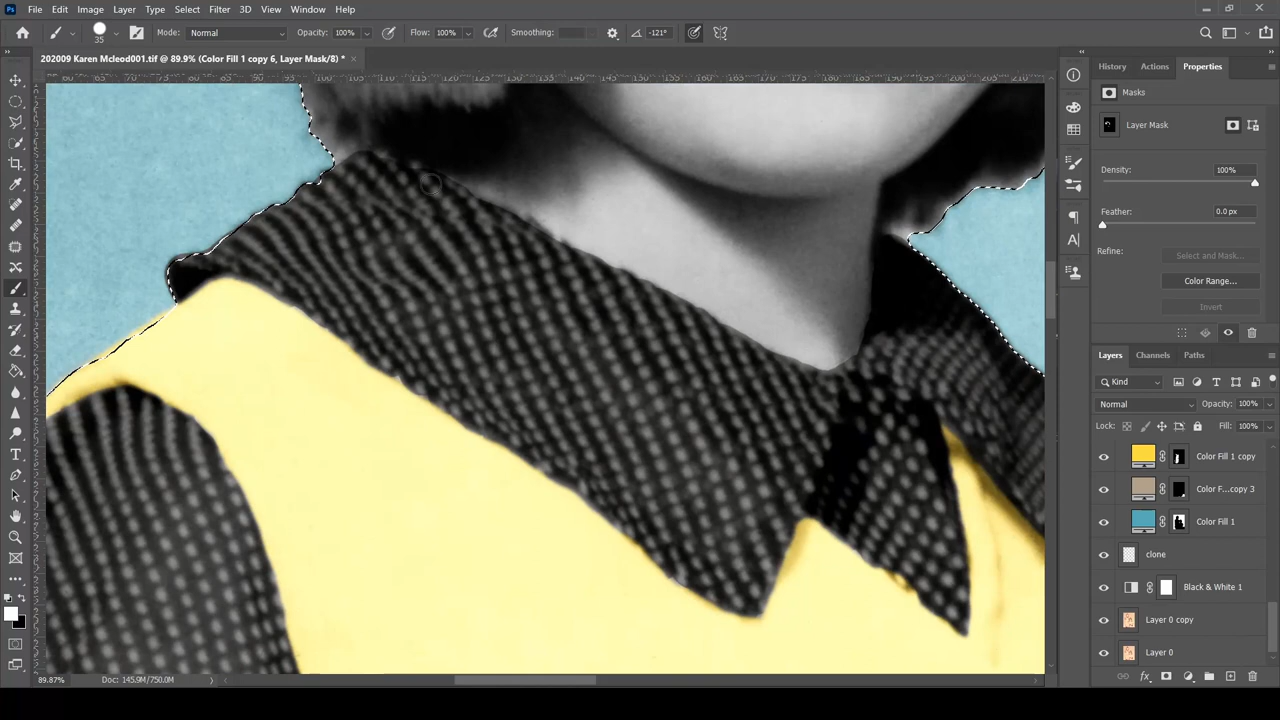 Ps File Edit Image Layer Type Select Filter 3D View Window Help
35 Mode: Normal Opacity: 100% Flow: 100% Smoothing: -121°
202009 Karen Mcleod001.tif @ 89.9% (Color Fill 1 copy 6, Layer Mask/8) *
History Actions Properties
Masks
Layer Mask
Density: 100%
Feather: 0.0 px
Refine: Select and Mask...
Color Range...
Invert
Layers Channels Paths
Kind
Normal Opacity: 100%
Lock: Fill: 100%
Color Fill 1 copy
Color F...copy 3
Color Fill 1
clone
Black & White 1
Layer 0 copy
Layer 0
89.87% Doc: 145.9M/750.0M